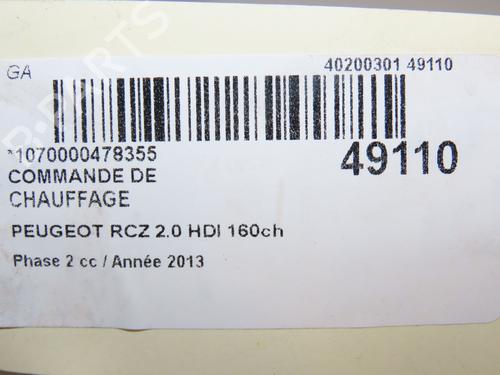 GA
40200301 49110
*1070000478355
49110
COMMANDE DE
CHAUFFAGE
PEUGEOT RCZ 2.0 HDI 160ch
Phase 2 cc / Année 2013